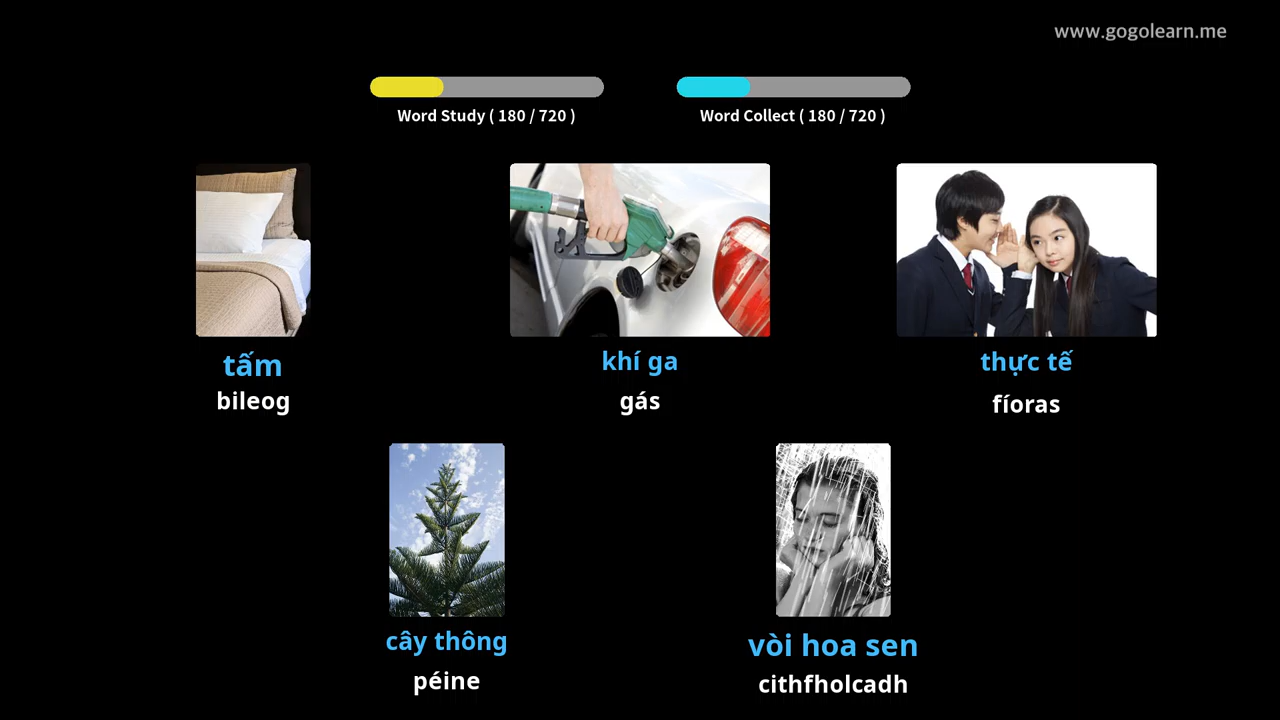 www.gogolearn.me
Word Study ( 180 / 720 )
Word Collect ( 180 / 720 )
tấm
bileog
khí ga
gás
thực tế
fíoras
cây thông
péine
vòi hoa sen
cithfholcadh